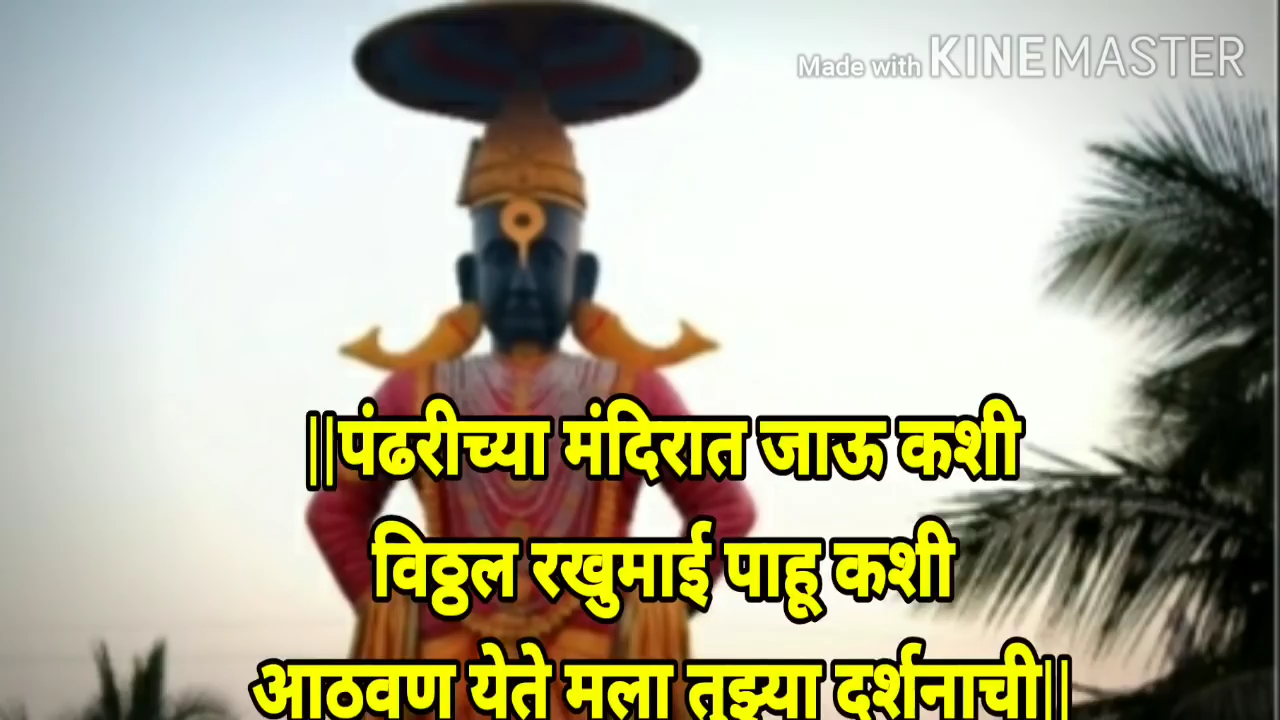 Made with KINEMASTER
||पंढरीच्या मंदिरात जाऊ कशी
विठ्ठल रखुमाई पाहू कशी
आठवण येते मला तुझ्या दर्शनाची||